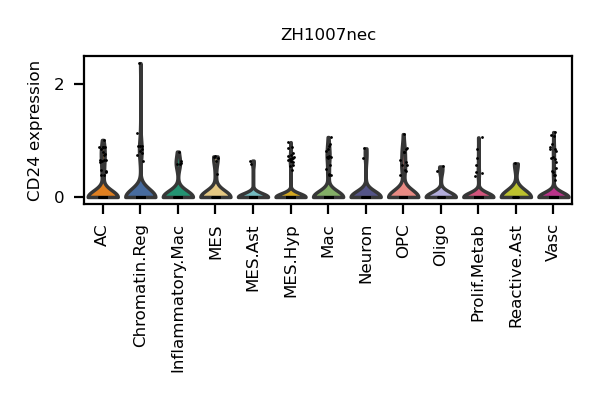 ZH1007nec
CD24 expression
2
0
AC
Chromatin.Reg
Inflammatory.Mac
MES
MES.Ast
MES.Hyp
Mac
Neuron
OPC
Oligo
Prolif.Metab
Reactive.Ast
Vasc